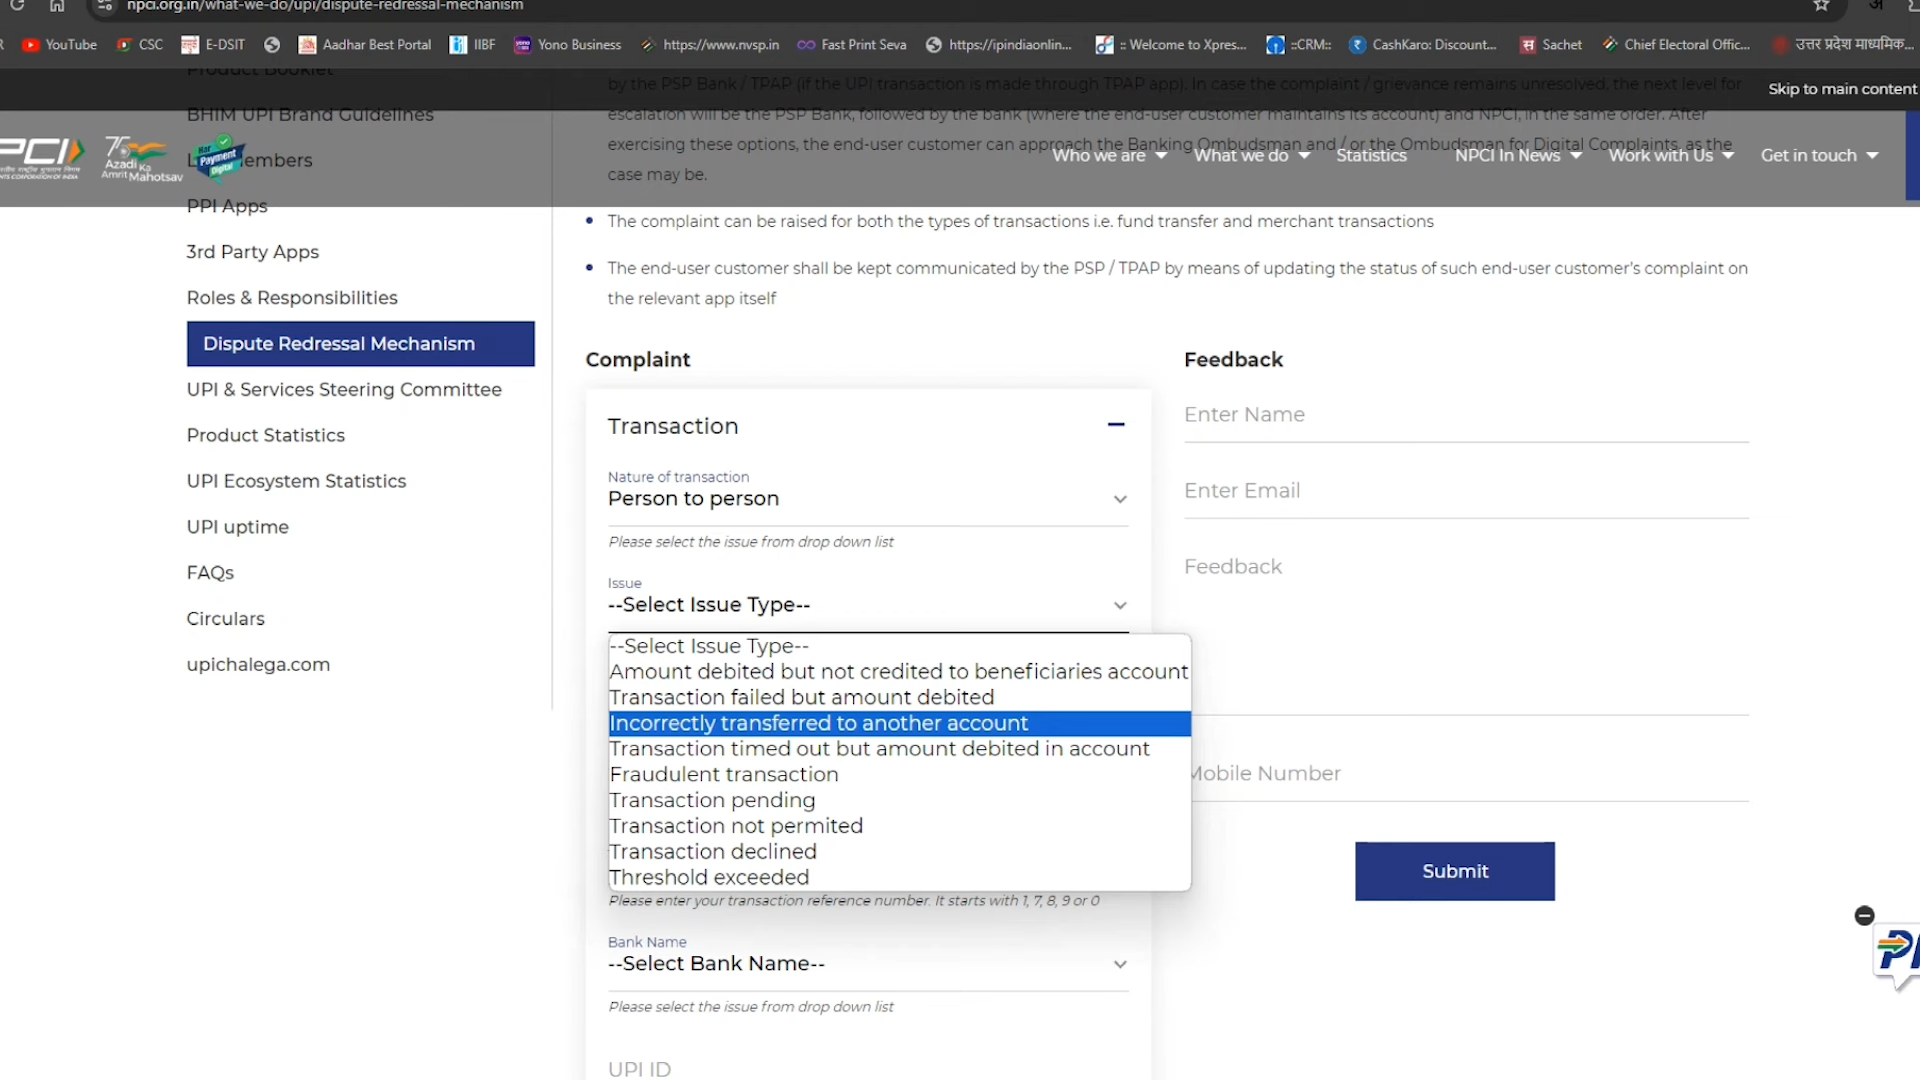 npci.org.in/what-we-do/upi/dispute-redressal-mechanism
YouTube
CSC
E-DSIT
Aadhar Best Portal
IIBF
Yono Business
https://www.nvsp.in
Fast Print Seva
https://ipindiaonlin...
:: Welcome to Xpres...
::CRM::
CashKaro: Discount...
Sachet
Chief Electoral Offic...
उत्तर प्रदेश माध्यमिक...
Skip to main content
Product Booklet
BHIM UPI Brand Guidelines
PPI Apps
3rd Party Apps
Roles & Responsibilities
Dispute Redressal Mechanism
UPI & Services Steering Committee
Product Statistics
UPI Ecosystem Statistics
UPI uptime
FAQs
Circulars
upichalega.com
Azadi Ka
Amrit Mahotsav
Har
Payment
Digital
Who we are
What we do
Statistics
NPCI In News
Work with Us
Get in touch
by the PSP Bank / TPAP (if the UPI transaction is made through TPAP app). In case the complaint / grievance remains unresolved, the next level for
escalation will be the PSP Bank, followed by the bank (where the end-user customer maintains its account) and NPCI, in the same order. After
exercising these options, the end-user customer can approach the Banking Ombudsman and / or the Ombudsman for Digital Complaints, as the
case may be.
The complaint can be raised for both the types of transactions i.e. fund transfer and merchant transactions
The end-user customer shall be kept communicated by the PSP / TPAP by means of updating the status of such end-user customer's complaint on
the relevant app itself
Complaint
Transaction
Nature of transaction
Person to person
Please select the issue from drop down list
Issue
--Select Issue Type--
--Select Issue Type--
Amount debited but not credited to beneficiaries account
Transaction failed but amount debited
Incorrectly transferred to another account
Transaction timed out but amount debited in account
Fraudulent transaction
Transaction pending
Transaction not permited
Transaction declined
Threshold exceeded
Please enter your transaction reference number. It starts with 1, 7, 8, 9 or 0
Bank Name
--Select Bank Name--
Please select the issue from drop down list
UPI ID
Feedback
Enter Name
Enter Email
Feedback
Mobile Number
Submit